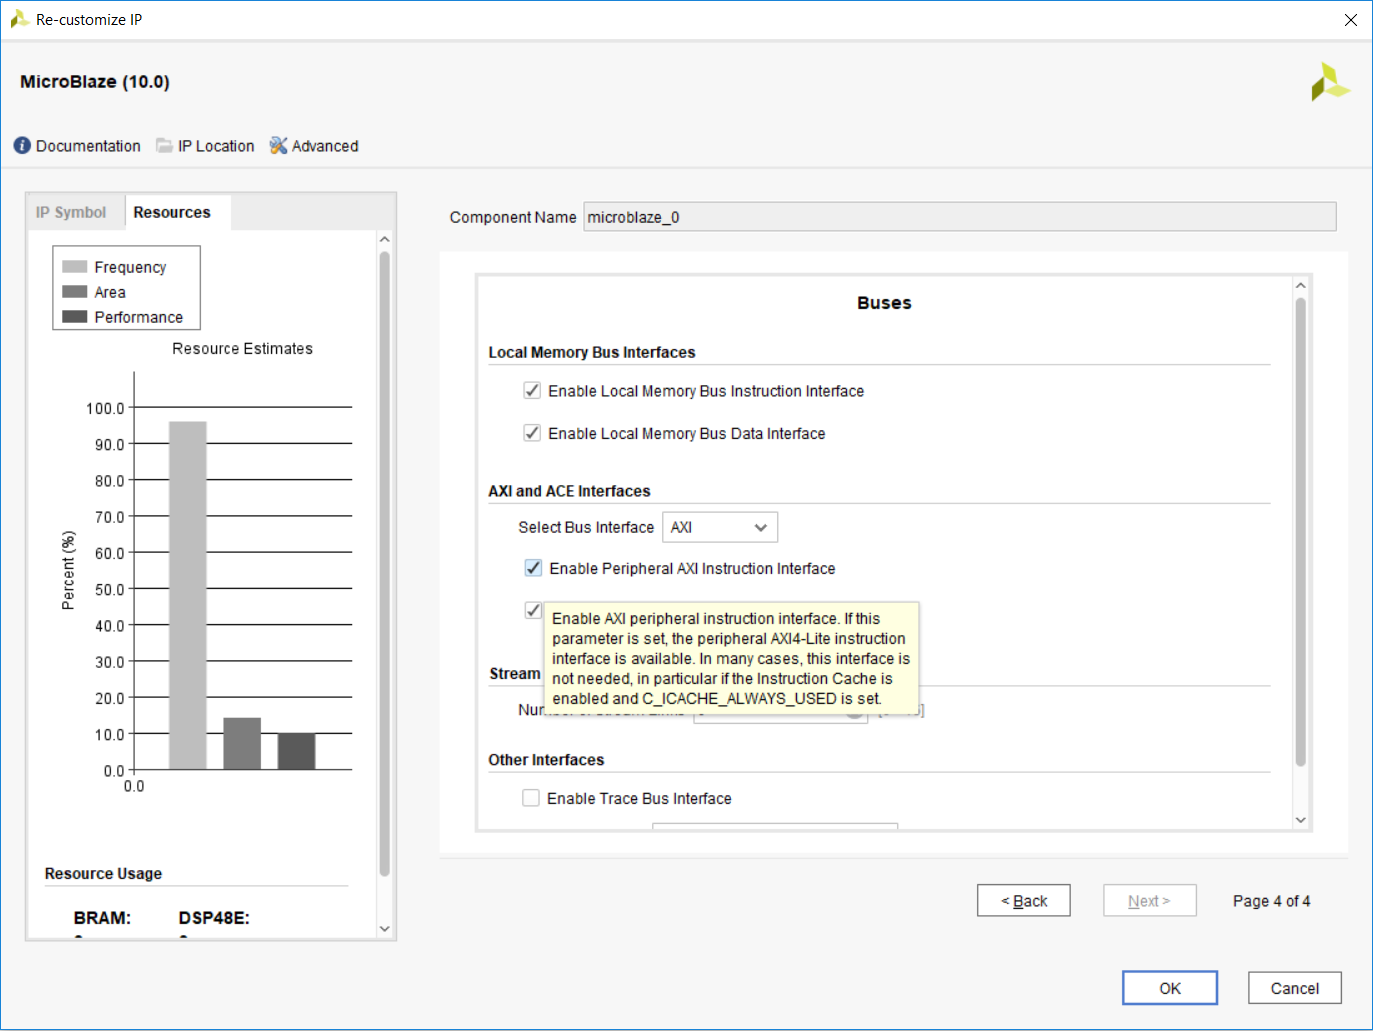 Re-customize IP
MicroBlaze (10.0)
Documentation IP Location Advanced
IP Symbol Resources
Frequency
Area
Performance
Resource Estimates
100.0
90.0
80.0
70.0
60.0
50.0
40.0
30.0
20.0
10.0
0.0
0.0
Percent (%)
Resource Usage
BRAM: DSP48E:
Component Name microblaze_0
Buses
Local Memory Bus Interfaces
Enable Local Memory Bus Instruction Interface
Enable Local Memory Bus Data Interface
AXI and ACE Interfaces
Select Bus Interface AXI
Enable Peripheral AXI Instruction Interface
Enable AXI peripheral instruction interface. If this
parameter is set, the peripheral AXI4-Lite instruction
interface is available. In many cases, this interface is
not needed, in particular if the Instruction Cache is
enabled and C_ICACHE_ALWAYS_USED is set.
Stream
Other Interfaces
Enable Trace Bus Interface
< Back Next > Page 4 of 4
OK Cancel